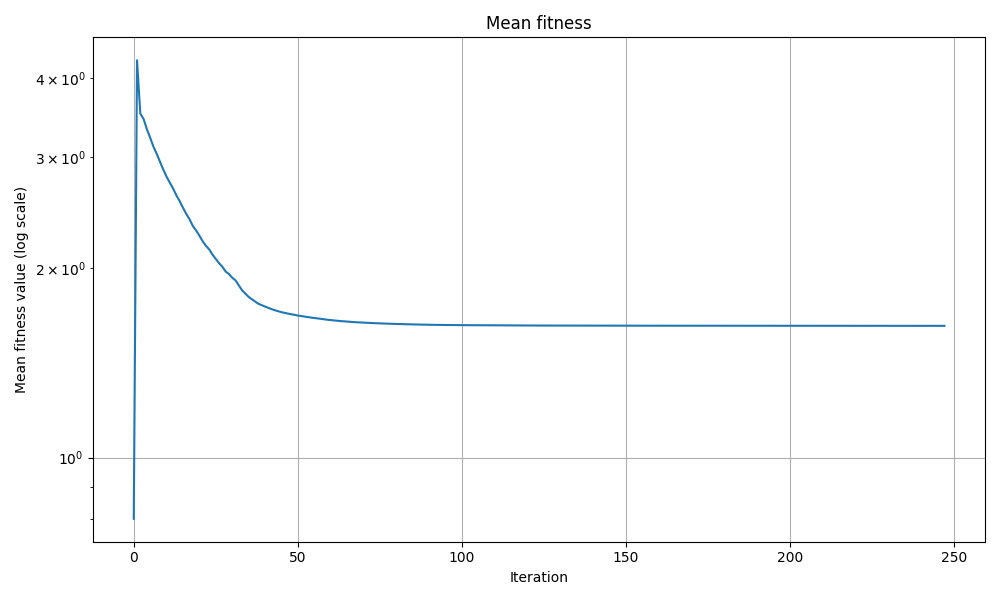 Mean fitness
Mean fitness value (log scale)
4 × 10⁰
3 × 10⁰
2 × 10⁰
10⁰
0 50 100 150 200 250
Iteration